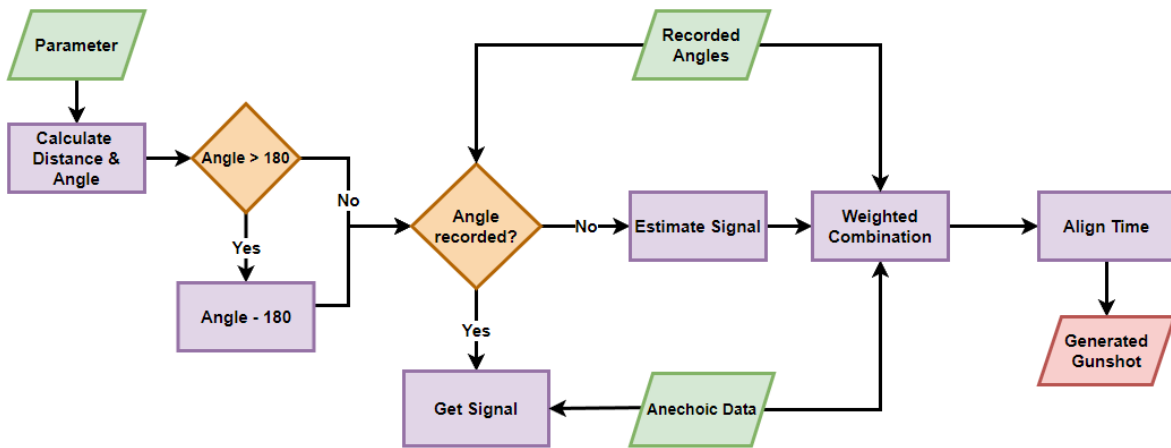 Parameter
Recorded
Angles
Calculate
Distance &
Angle
Angle > 180
No
Yes
Angle - 180
Angle
recorded?
No
Estimate Signal
Weighted
Combination
Align Time
Yes
Get Signal
Anechoic Data
Generated
Gunshot